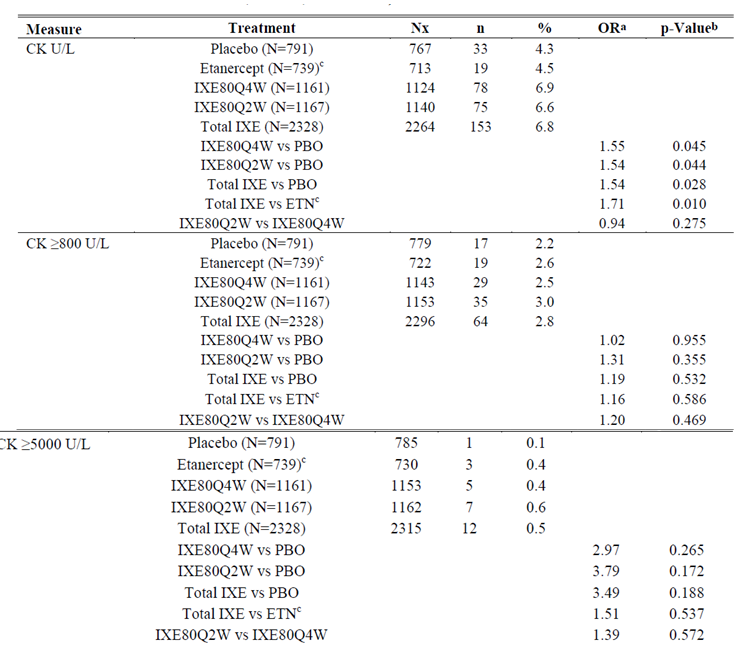 Measure Treatment Nx n % ORa p-Valueb
CK U/L Placebo (N=791) 767 33 4.3
Etanercept (N=739)c 713 19 4.5
IXE80Q4W (N=1161) 1124 78 6.9
IXE80Q2W (N=1167) 1140 75 6.6
Total IXE (N=2328) 2264 153 6.8
IXE80Q4W vs PBO 1.55 0.045
IXE80Q2W vs PBO 1.54 0.044
Total IXE vs PBO 1.54 0.028
Total IXE vs ETNc 1.71 0.010
IXE80Q2W vs IXE80Q4W 0.94 0.275
CK ≥800 U/L Placebo (N=791) 779 17 2.2
Etanercept (N=739)c 722 19 2.6
IXE80Q4W (N=1161) 1143 29 2.5
IXE80Q2W (N=1167) 1153 35 3.0
Total IXE (N=2328) 2296 64 2.8
IXE80Q4W vs PBO 1.02 0.955
IXE80Q2W vs PBO 1.31 0.355
Total IXE vs PBO 1.19 0.532
Total IXE vs ETNc 1.16 0.586
IXE80Q2W vs IXE80Q4W 1.20 0.469
CK ≥5000 U/L Placebo (N=791) 785 1 0.1
Etanercept (N=739)c 730 3 0.4
IXE80Q4W (N=1161) 1153 5 0.4
IXE80Q2W (N=1167) 1162 7 0.6
Total IXE (N=2328) 2315 12 0.5
IXE80Q4W vs PBO 2.97 0.265
IXE80Q2W vs PBO 3.79 0.172
Total IXE vs PBO 3.49 0.188
Total IXE vs ETNc 1.51 0.537
IXE80Q2W vs IXE80Q4W 1.39 0.572